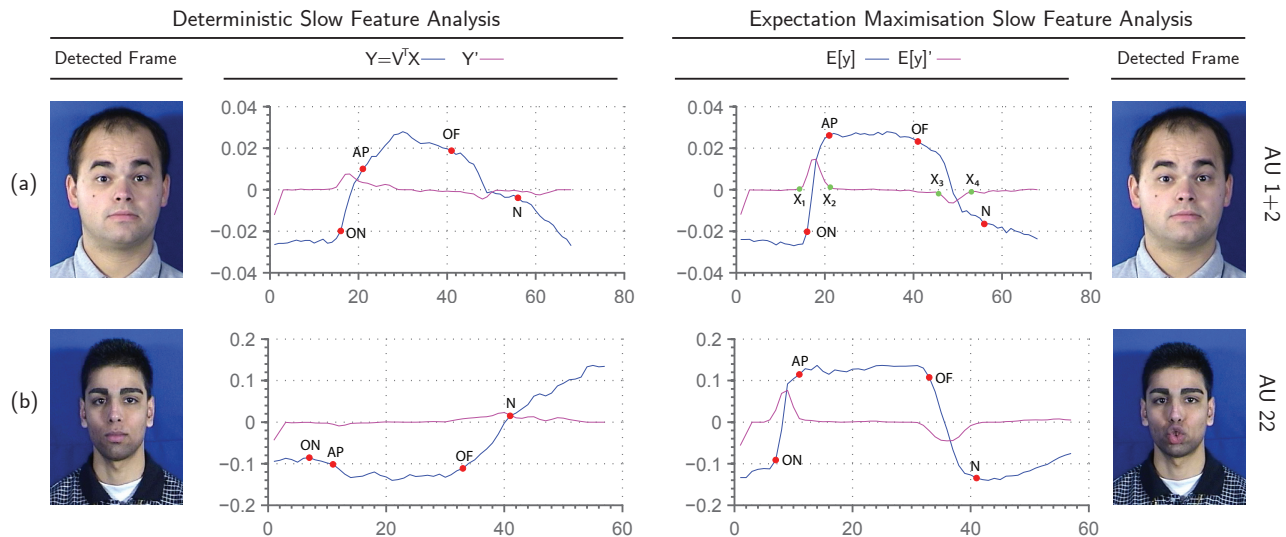 Deterministic Slow Feature Analysis
Expectation Maximisation Slow Feature Analysis
Detected Frame
Y=VᵀX Y'
E[y] E[y]'
Detected Frame
(a)
0.04
0.02
0
−0.02
−0.04
0 20 40 60 80
ON
AP
OF
N
0.04
0.02
0
−0.02
−0.04
0 20 40 60 80
ON
AP
OF
N
X₁
X₂
X₃
X₄
AU 1+2
(b)
0.2
0.1
0
−0.1
−0.2
0 20 40 60
ON
AP
OF
N
0.2
0.1
0
−0.1
−0.2
0 20 40 60
ON
AP
OF
N
AU 22